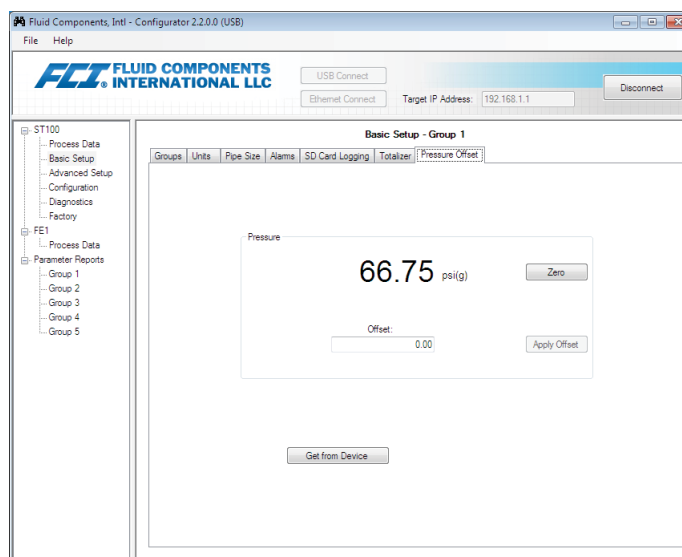 Fluid Components, Intl - Configurator 2.2.0.0 (USB)
File Help
FCI® FLUID COMPONENTS
INTERNATIONAL LLC
USB Connect
Ethernet Connect Target IP Address: 192.168.1.1
Disconnect
ST100
Process Data
Basic Setup
Advanced Setup
Configuration
Diagnostics
Factory
FE1
Process Data
Parameter Reports
Group 1
Group 2
Group 3
Group 4
Group 5
Basic Setup - Group 1
Groups Units Pipe Size Alarms SD Card Logging Totalizer Pressure Offset
Pressure
66.75 psi(g) Zero
Offset:
0.00 Apply Offset
Get from Device